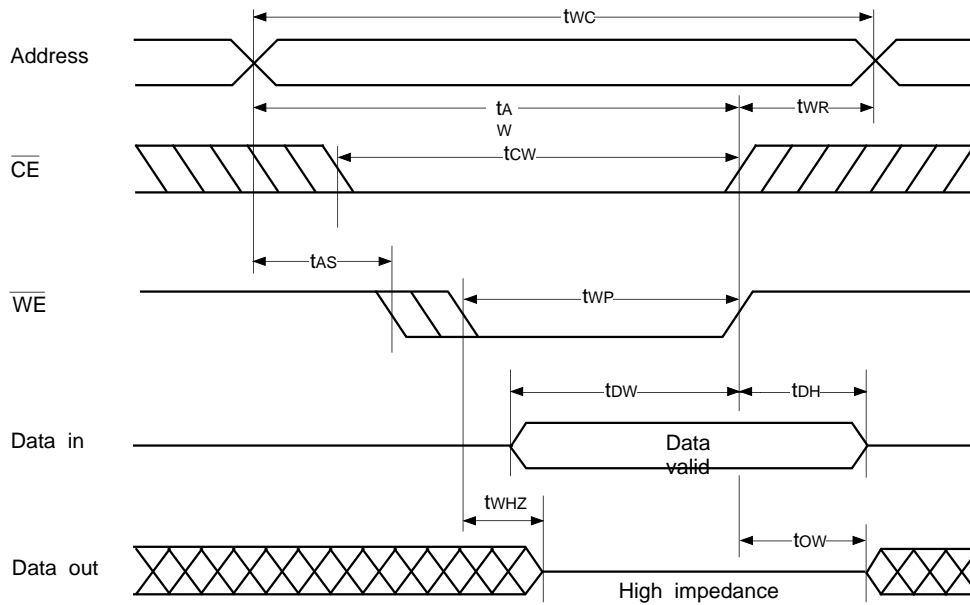 tWC
Address
tA
W
tWR
tCW
CE
tAS
WE
tWP
tDW
tDH
Data in
Data
valid
tWHZ
tOW
Data out
High impedance